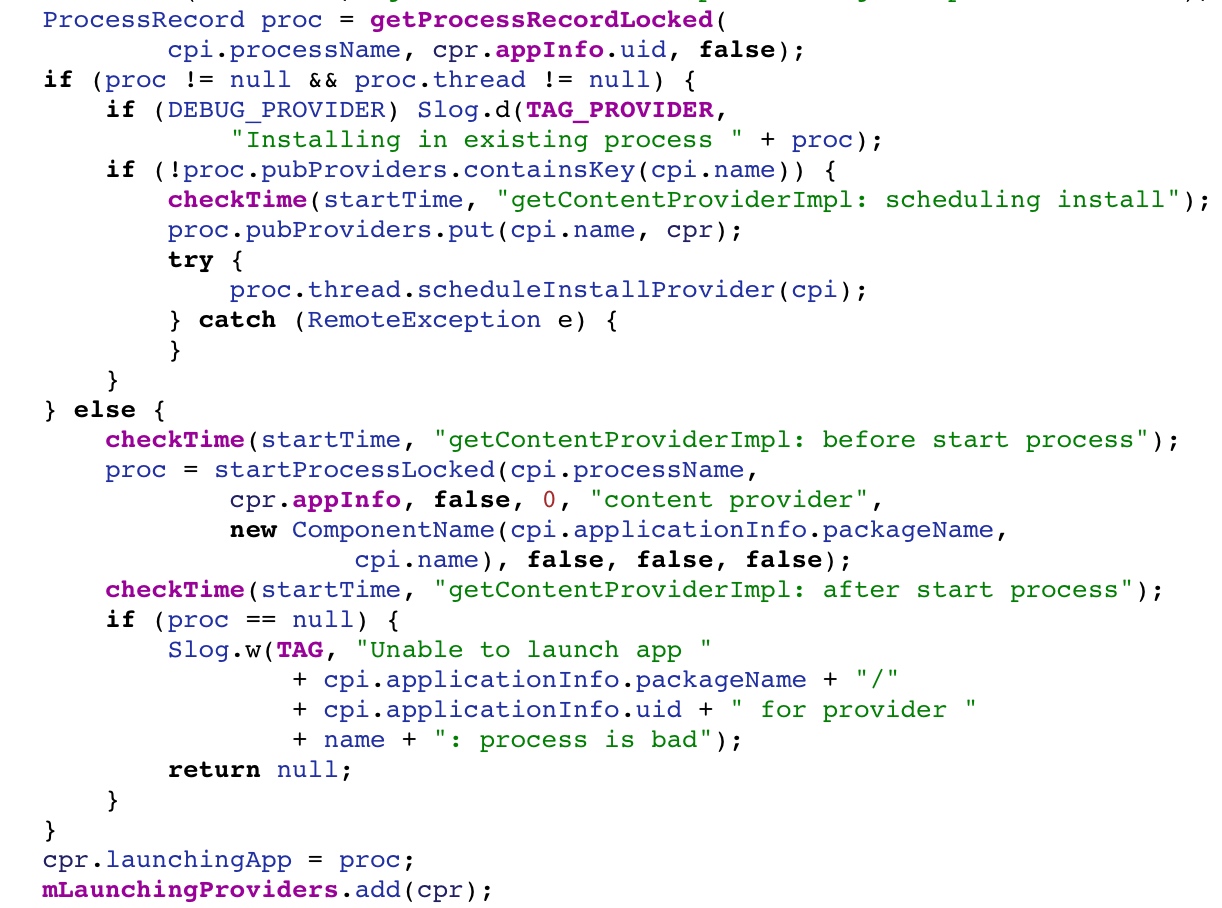 ProcessRecord proc = getProcessRecordLocked(
        cpi.processName, cpr.appInfo.uid, false);
if (proc != null && proc.thread != null) {
    if (DEBUG_PROVIDER) Slog.d(TAG_PROVIDER,
            "Installing in existing process " + proc);
    if (!proc.pubProviders.containsKey(cpi.name)) {
        checkTime(startTime, "getContentProviderImpl: scheduling install");
        proc.pubProviders.put(cpi.name, cpr);
        try {
            proc.thread.scheduleInstallProvider(cpi);
        } catch (RemoteException e) {
        }
    }
} else {
    checkTime(startTime, "getContentProviderImpl: before start process");
    proc = startProcessLocked(cpi.processName,
            cpr.appInfo, false, 0, "content provider",
            new ComponentName(cpi.applicationInfo.packageName,
                    cpi.name), false, false, false);
    checkTime(startTime, "getContentProviderImpl: after start process");
    if (proc == null) {
        Slog.w(TAG, "Unable to launch app "
                + cpi.applicationInfo.packageName + "/"
                + cpi.applicationInfo.uid + " for provider "
                + name + ": process is bad");
        return null;
    }
}
cpr.launchingApp = proc;
mLaunchingProviders.add(cpr);